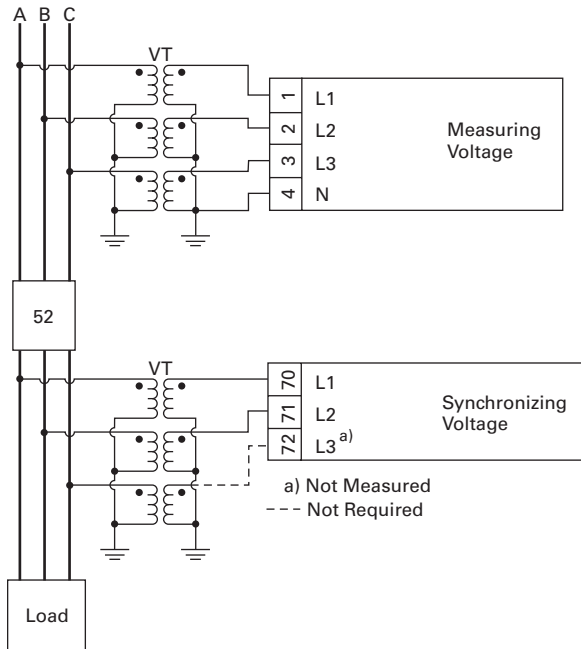 A B C
VT
1 L1
2 L2
3 L3
4 N
Measuring
Voltage
52
VT
70 L1
71 L2
72 L3 a)
Synchronizing
Voltage
a) Not Measured
--- Not Required
Load